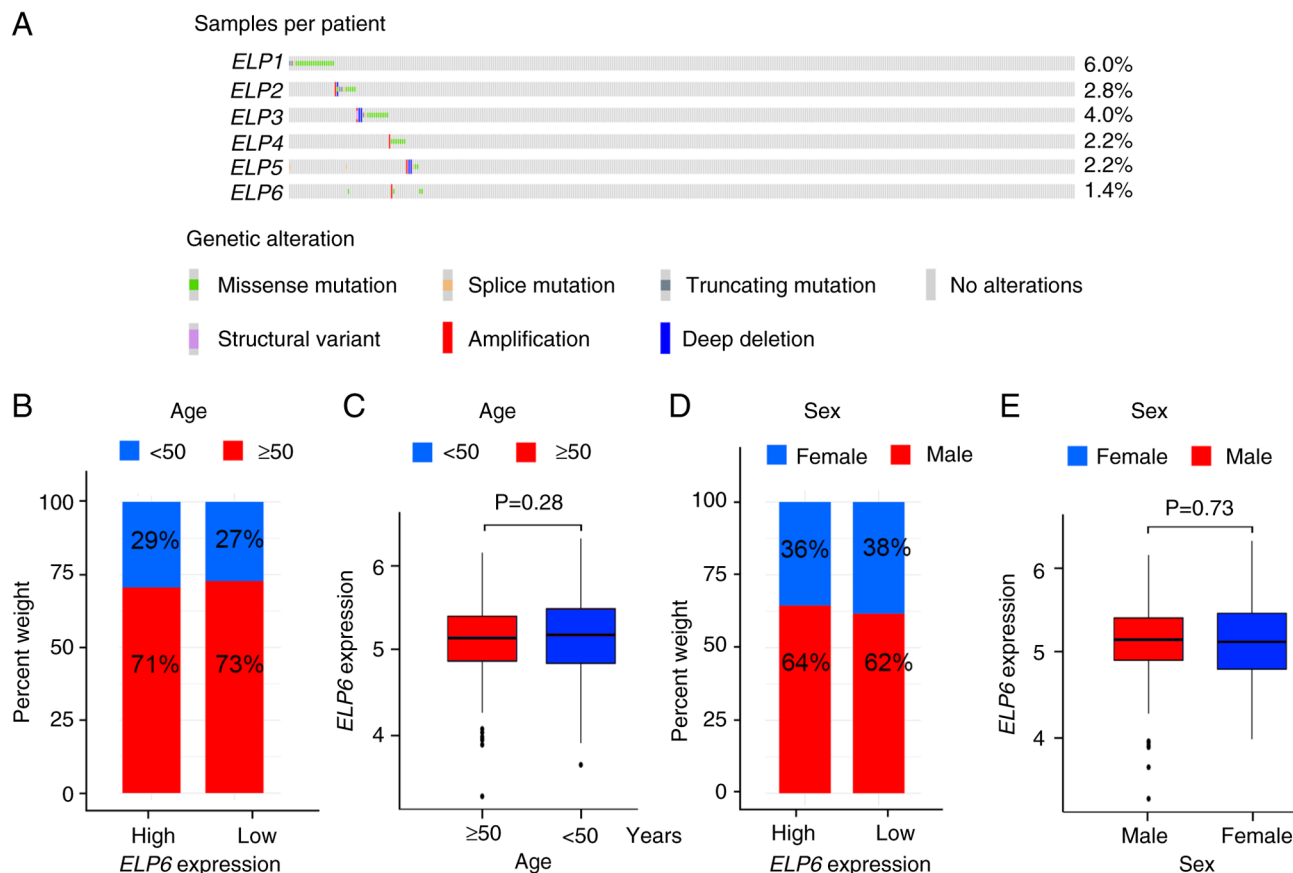 A
Samples per patient
ELP1 6.0%
ELP2 2.8%
ELP3 4.0%
ELP4 2.2%
ELP5 2.2%
ELP6 1.4%
Genetic alteration
Missense mutation Splice mutation Truncating mutation No alterations
Structural variant Amplification Deep deletion
B
Age
<50 ≥50
Percent weight
100
75
50
25
0
29% 27%
71% 73%
High Low
ELP6 expression
C
Age
<50 ≥50
P=0.28
ELP6 expression
6
5
4
≥50 <50 Years
Age
D
Sex
Female Male
Percent weight
100
75
50
25
0
36% 38%
64% 62%
High Low
ELP6 expression
E
Sex
Female Male
P=0.73
ELP6 expression
6
5
4
Male Female
Sex